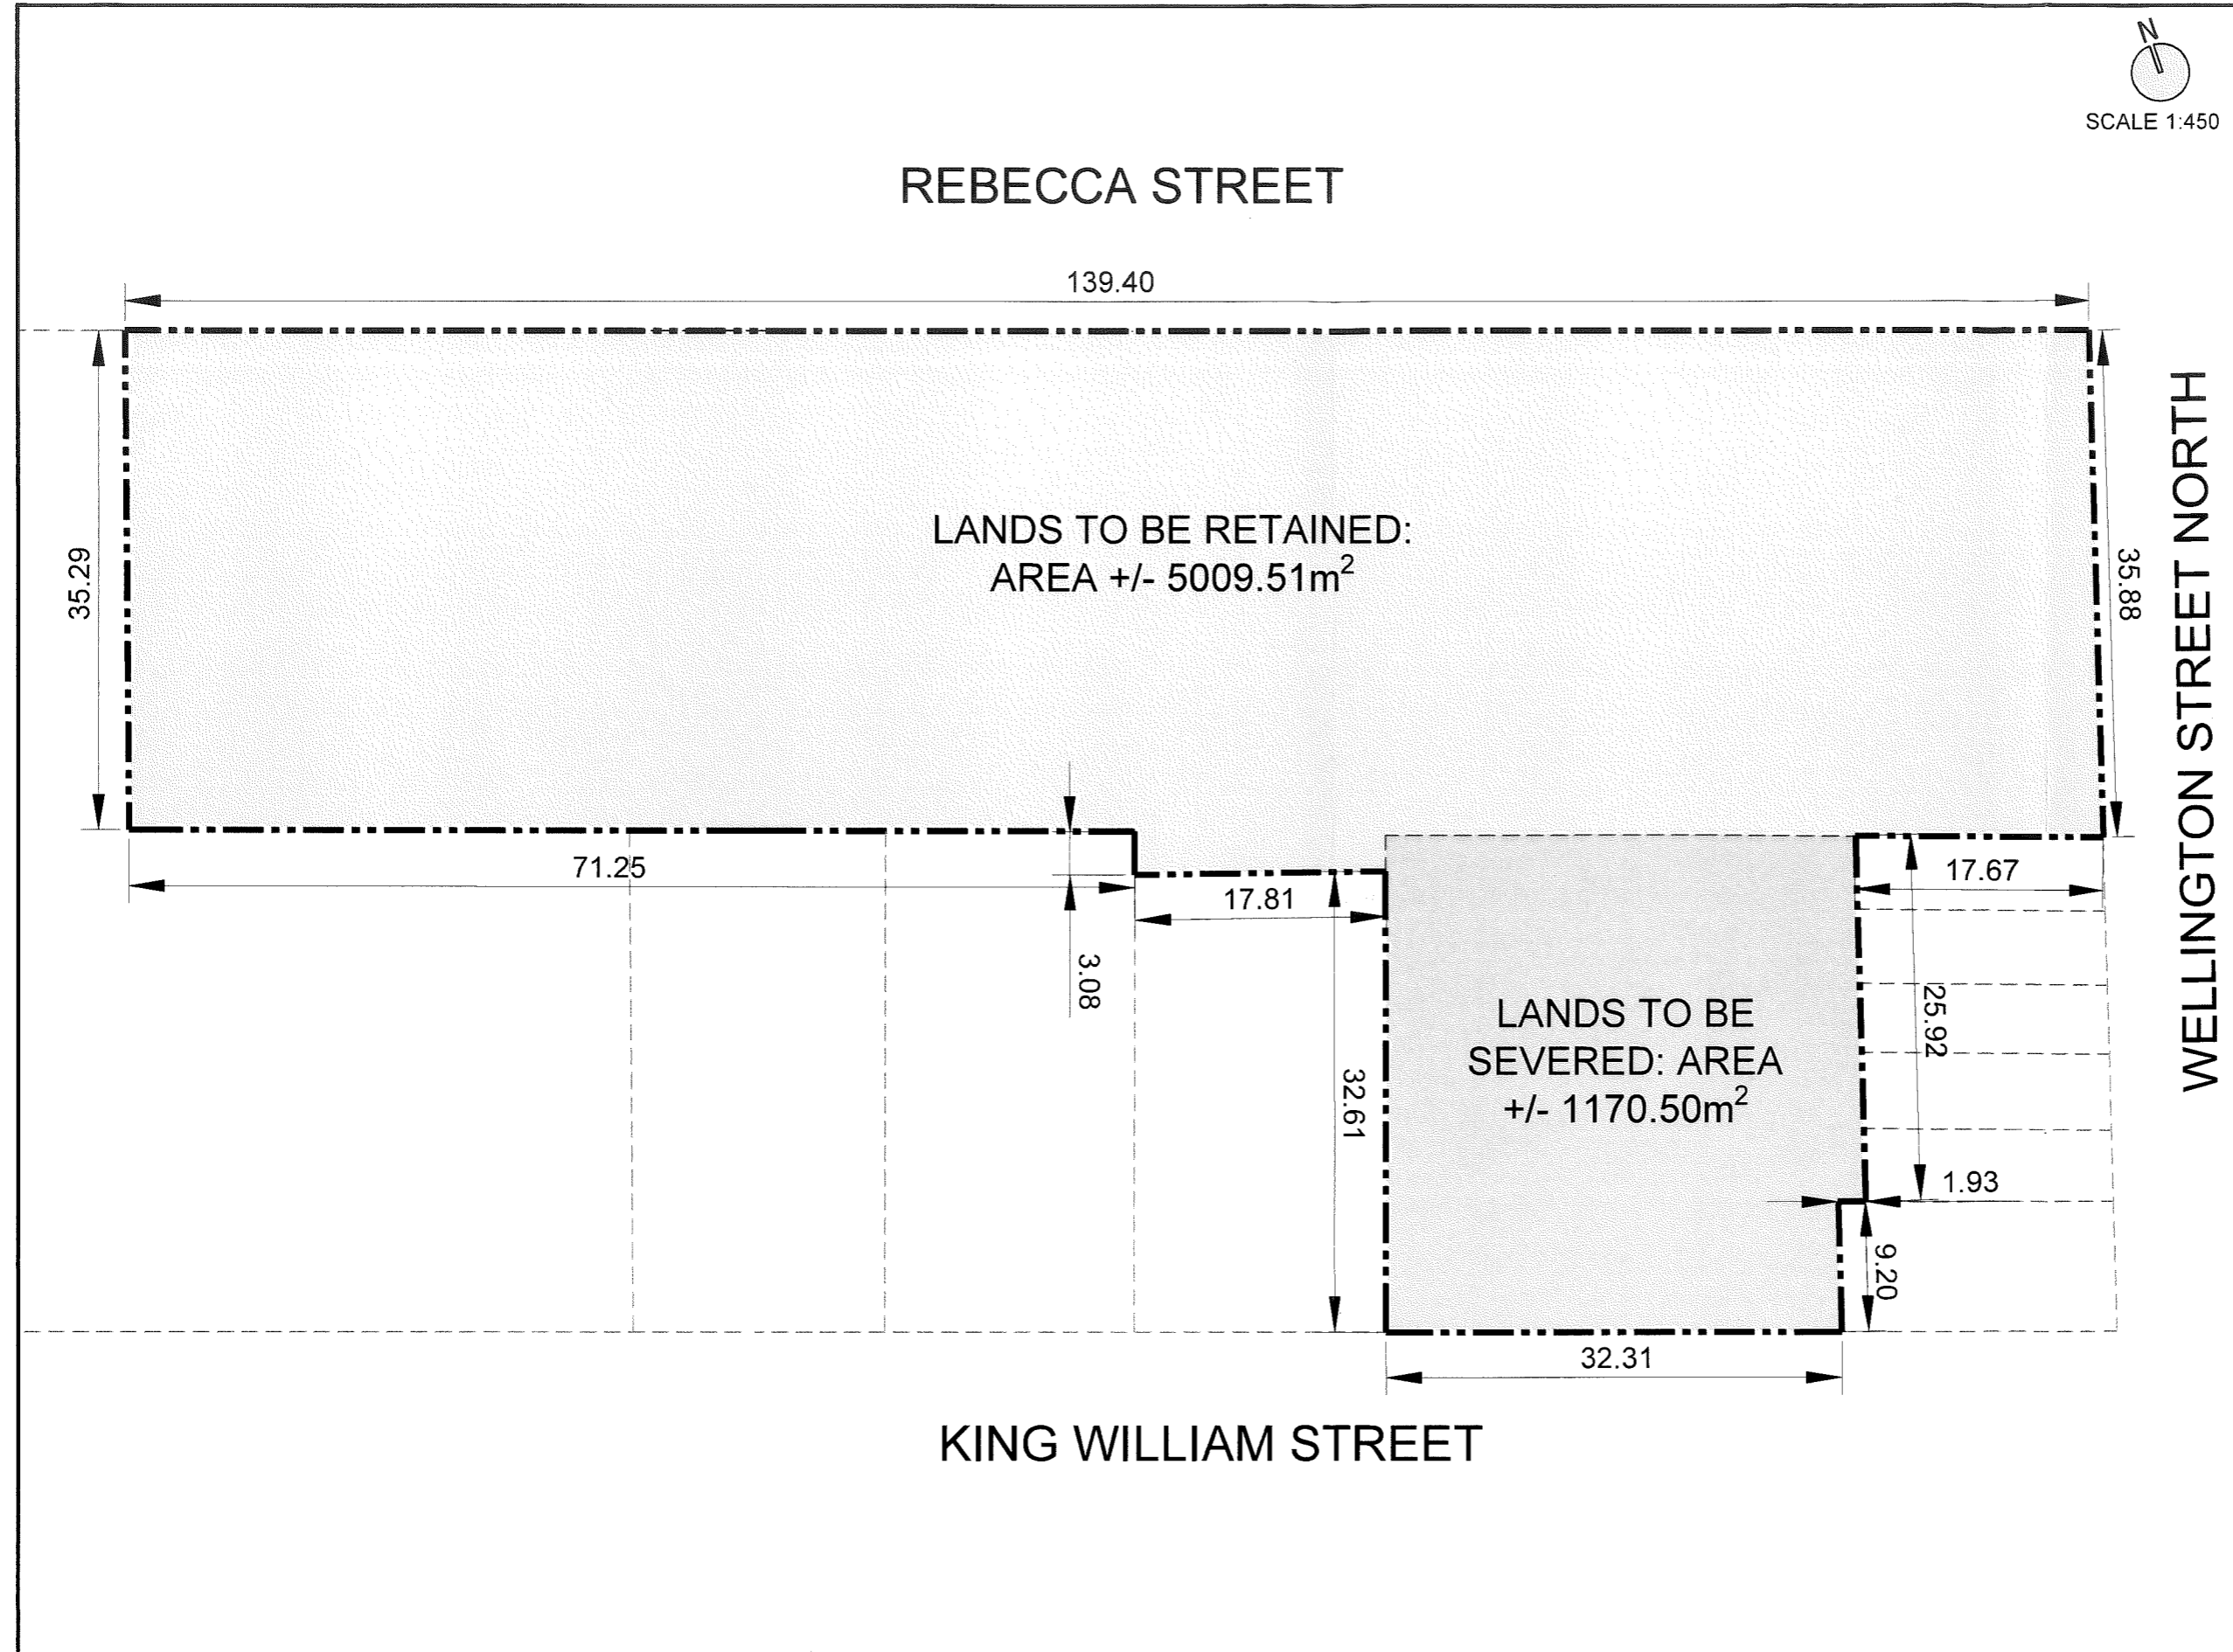 N
SCALE 1:450
REBECCA STREET
139.40
35.29
LANDS TO BE RETAINED:
AREA +/- 5009.51m²
35.88
WELLINGTON STREET NORTH
71.25
17.81
17.67
3.08
32.61
LANDS TO BE
SEVERED: AREA
+/- 1170.50m²
25.92
1.93
9.20
32.31
KING WILLIAM STREET